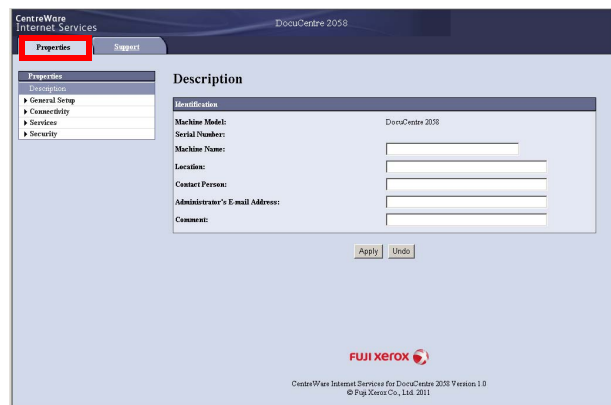 CentreWare
Internet Services
DocuCentre 2058
Properties
Support
Properties
Description
General Setup
Connectivity
Services
Security
Description
Identification
Machine Model: DocuCentre 2058
Serial Number:
Machine Name:
Location:
Contact Person:
Administrator's E-mail Address:
Comment:
Apply Undo
FUJI xerox
CentreWare Internet Services for DocuCentre 2058 Version 1.0
© Fuji Xerox Co., Ltd. 2011